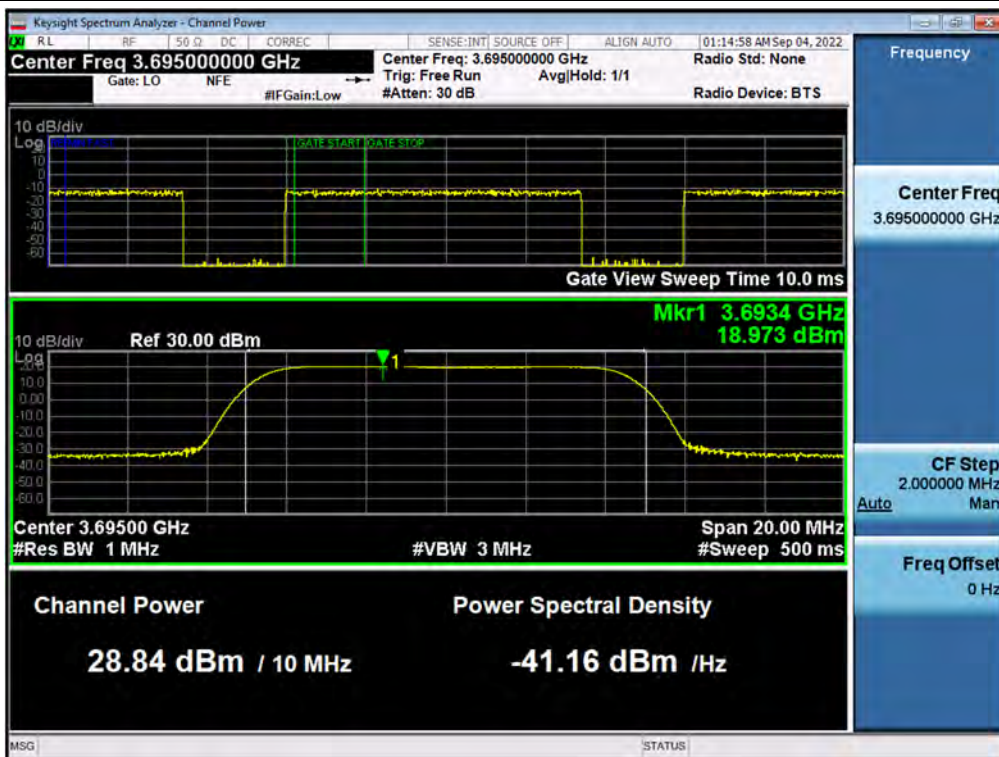 Keysight Spectrum Analyzer - Channel Power
LXI RL RF 50 Ω DC CORREC SENSE:INT SOURCE OFF ALIGN AUTO 01:14:58 AM Sep 04, 2022
Center Freq 3.695000000 GHz Center Freq: 3.695000000 GHz Radio Std: None
Gate: LO NFE Trig: Free Run Avg|Hold: 1/1
#IFGain:Low #Atten: 30 dB Radio Device: BTS
10 dB/div
Log GATE START GATE STOP
20
10
0
-10
-20
-30
-40
-50
-60
Gate View Sweep Time 10.0 ms
Mkr1 3.6934 GHz
10 dB/div Ref 30.00 dBm 18.973 dBm
Log
20.0
10.0
0.00
-10.0
-20.0
-30.0
-40.0
-50.0
-60.0
1
Center 3.69500 GHz Span 20.00 MHz
#Res BW 1 MHz #VBW 3 MHz #Sweep 500 ms
Channel Power Power Spectral Density
28.84 dBm / 10 MHz -41.16 dBm /Hz
MSG STATUS
Frequency
Center Freq
3.695000000 GHz
CF Step
2.000000 MHz
Auto Man
Freq Offset
0 Hz